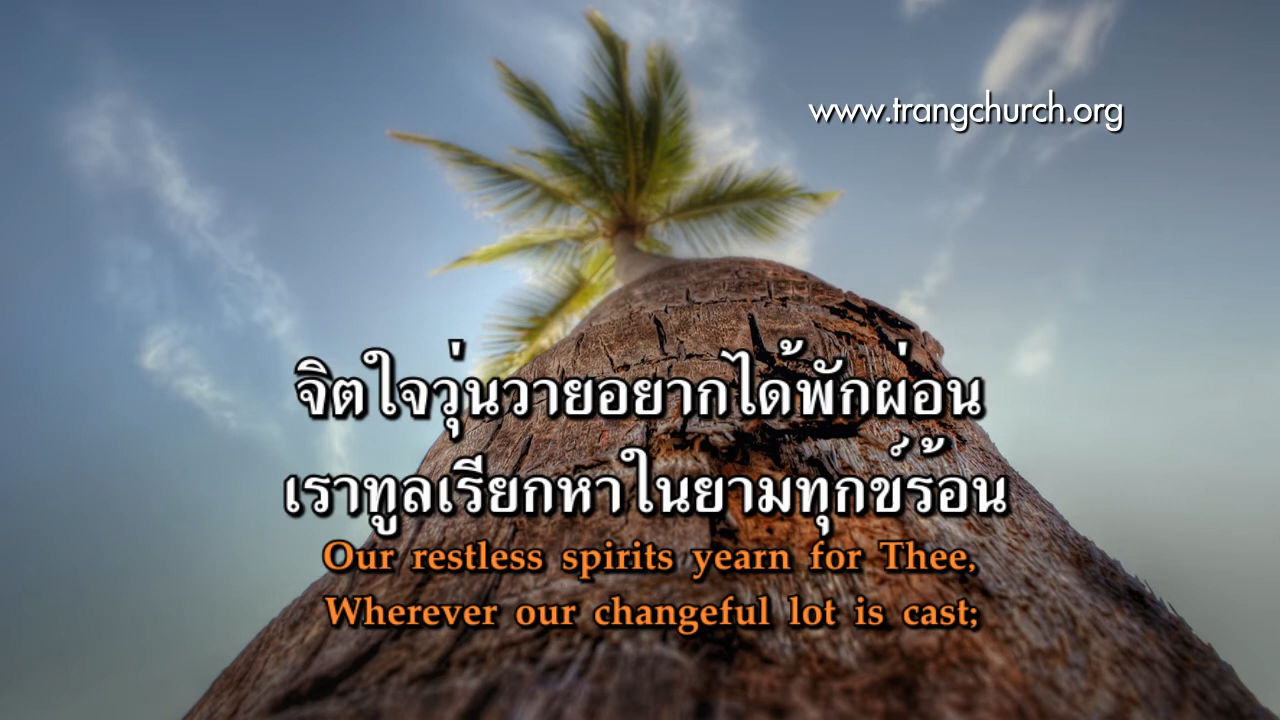 www.trangchurch.org
จิตใจวุ่นวายอยากได้พักผ่อน
เราทูลเรียกหาในยามทุกข์ร้อน
Our restless spirits yearn for Thee,
Wherever our changeful lot is cast;